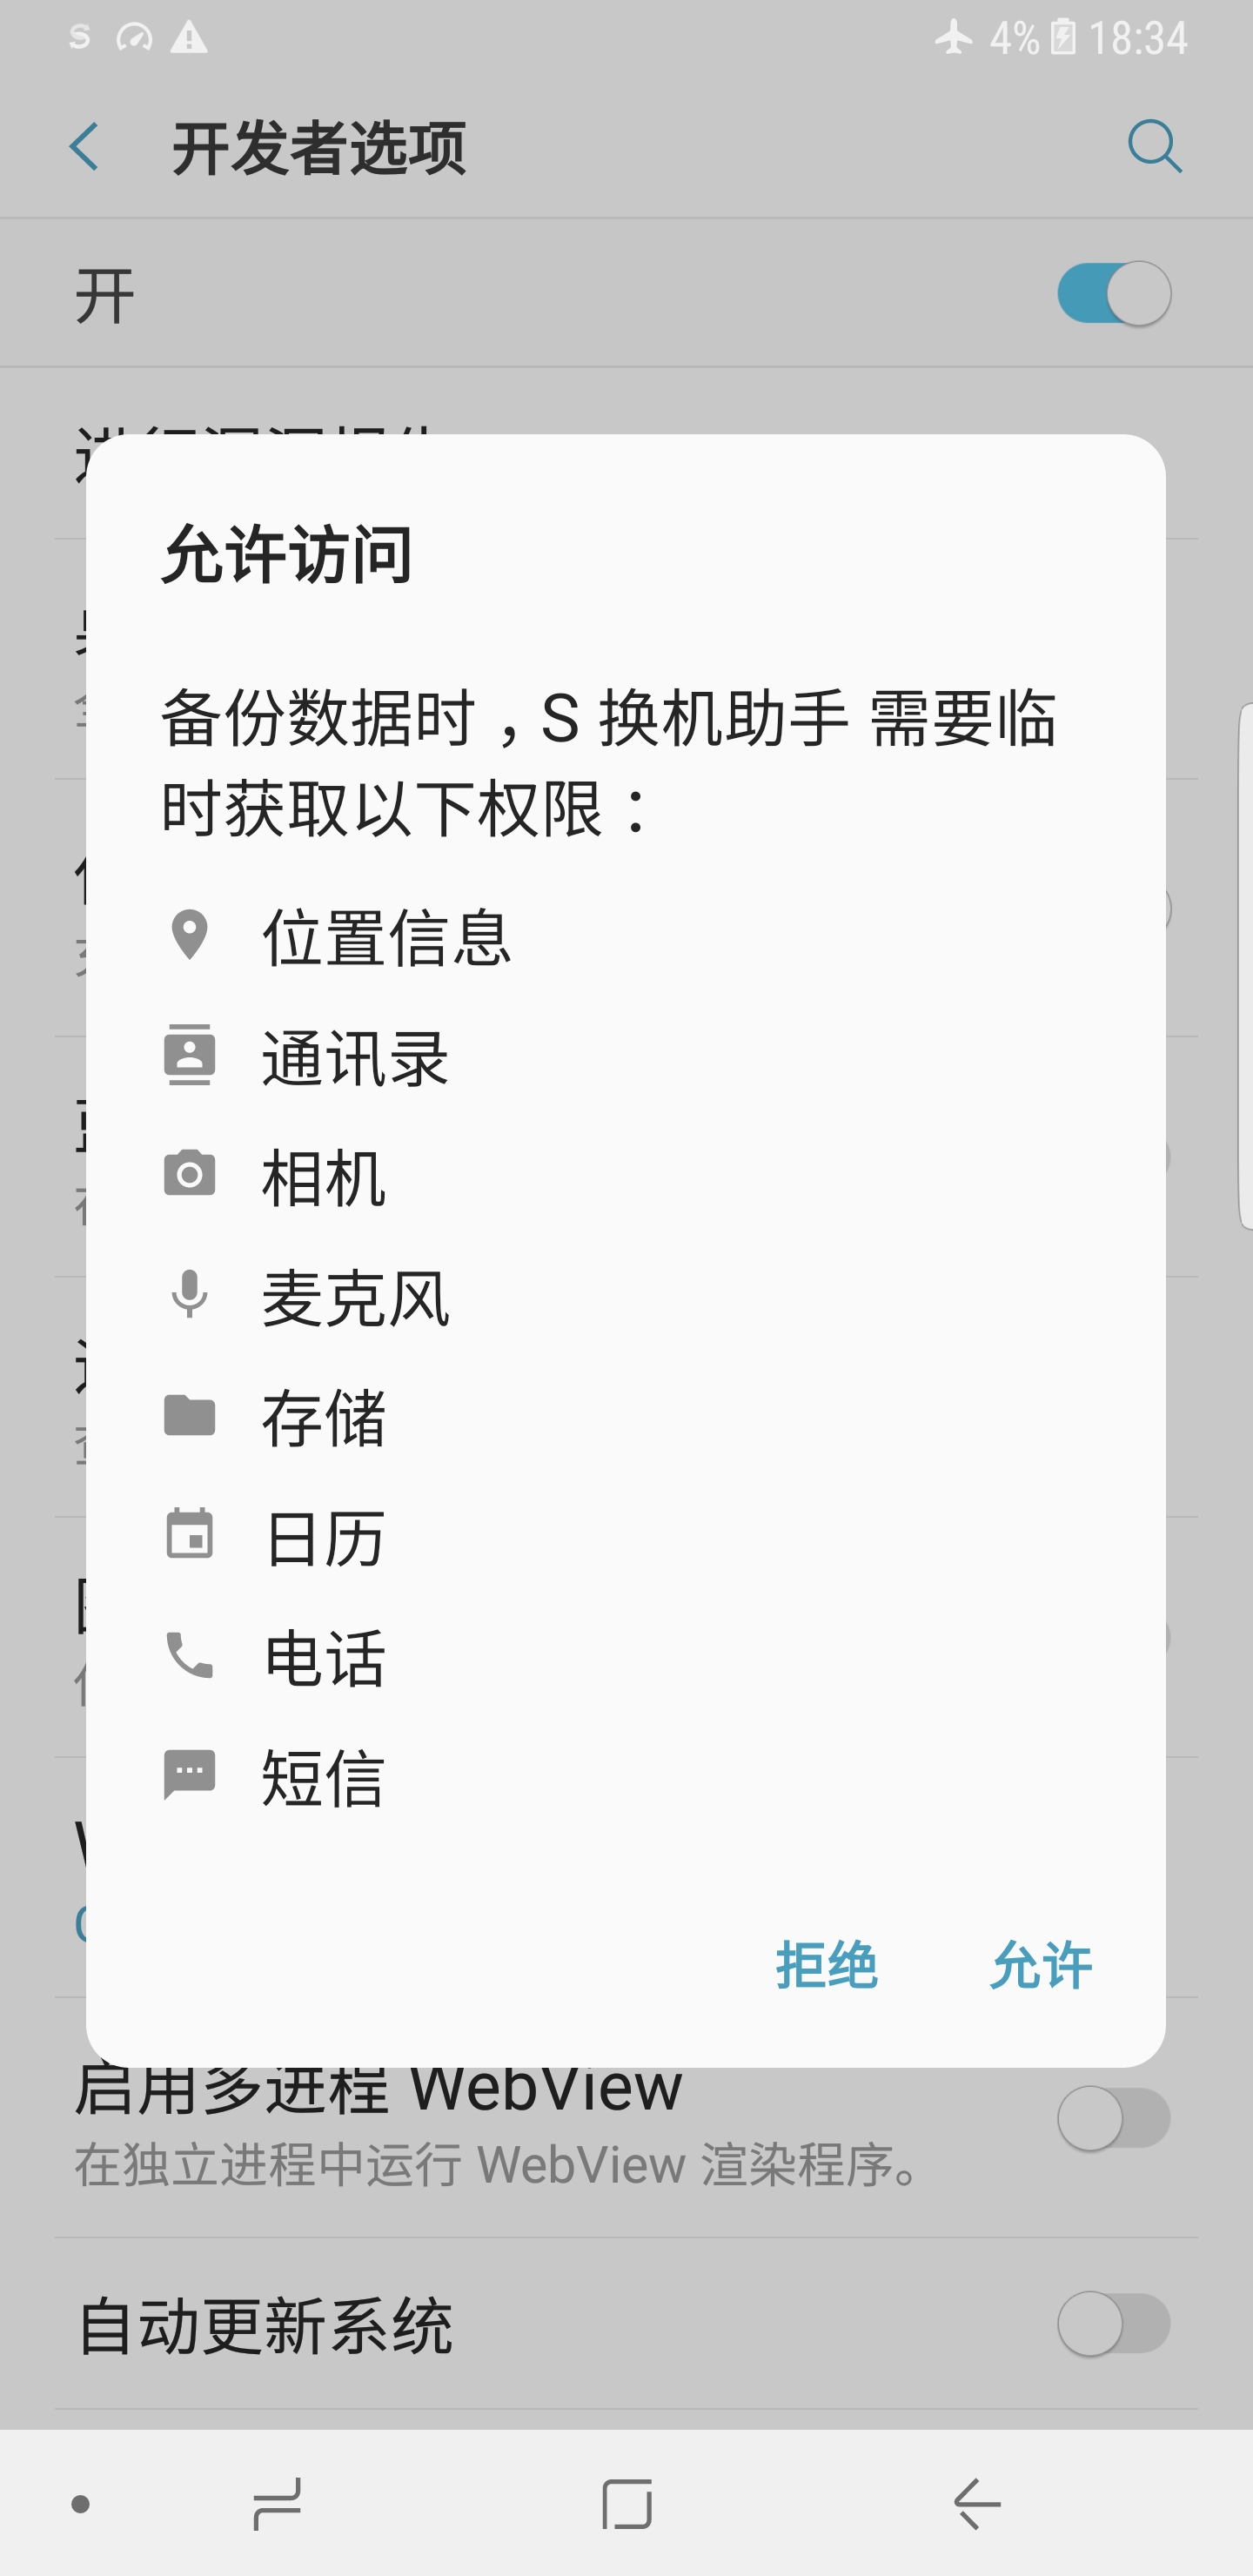 4% 18:34
开发者选项
开
允许访问
备份数据时，S 换机助手 需要临
时获取以下权限：
位置信息
通讯录
相机
麦克风
存储
日历
电话
短信
拒绝 允许
启用多进程 WebView
在独立进程中运行 WebView 渲染程序。
自动更新系统